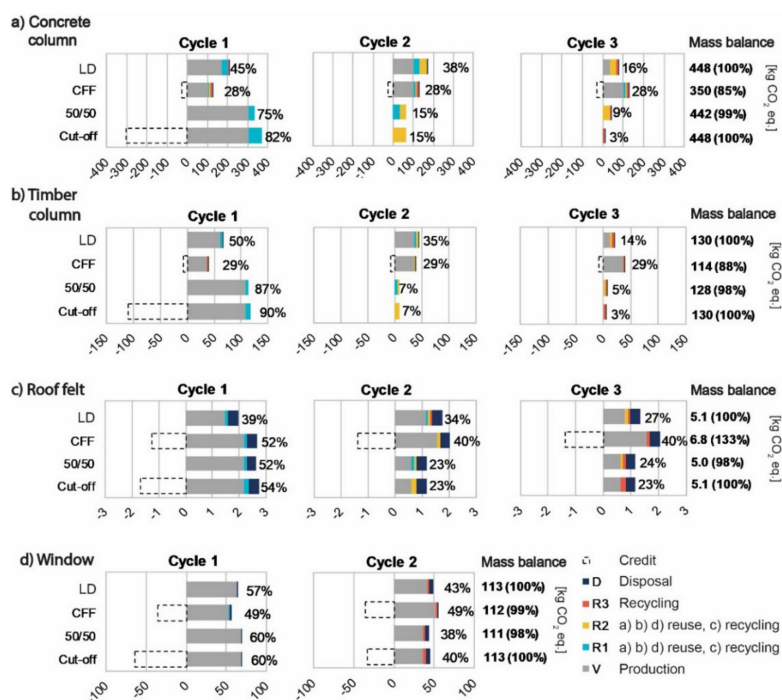 a) Concrete column
Cycle 1 Cycle 2 Cycle 3 Mass balance
LD 45% 38% 16% 448 (100%)
CFF 28% 28% 28% 350 (85%)
50/50 75% 15% 9% 442 (99%)
Cut-off 82% 15% 3% 448 (100%)
[kg CO2 eq.]
-400 -300 -200 -100 0 100 200 300 400 -400 -300 -200 -100 0 100 200 300 400 -400 -300 -200 -100 0 100 200 300 400
b) Timber column
Cycle 1 Cycle 2 Cycle 3 Mass balance
LD 50% 35% 14% 130 (100%)
CFF 29% 29% 29% 114 (88%)
50/50 87% 7% 5% 128 (98%)
Cut-off 90% 7% 3% 130 (100%)
[kg CO2 eq.]
-150 -100 -50 0 50 100 150 -150 -100 -50 0 50 100 150 -150 -100 -50 0 50 100 150
c) Roof felt
Cycle 1 Cycle 2 Cycle 3 Mass balance
LD 39% 34% 27% 5.1 (100%)
CFF 52% 40% 40% 6.8 (133%)
50/50 52% 23% 24% 5.0 (98%)
Cut-off 54% 23% 23% 5.1 (100%)
[kg CO2 eq.]
-3 -2 -1 0 1 2 3 -3 -2 -1 0 1 2 3 -3 -2 -1 0 1 2 3
d) Window
Cycle 1 Cycle 2 Mass balance
LD 57% 43% 113 (100%)
CFF 49% 49% 112 (99%)
50/50 60% 38% 111 (98%)
Cut-off 60% 40% 113 (100%)
[kg CO2 eq.]
-100 -50 0 50 100 -100 -50 0 50 100
Credit
D Disposal
R3 Recycling
R2 a) b) d) reuse, c) recycling
R1 a) b) d) reuse, c) recycling
V Production